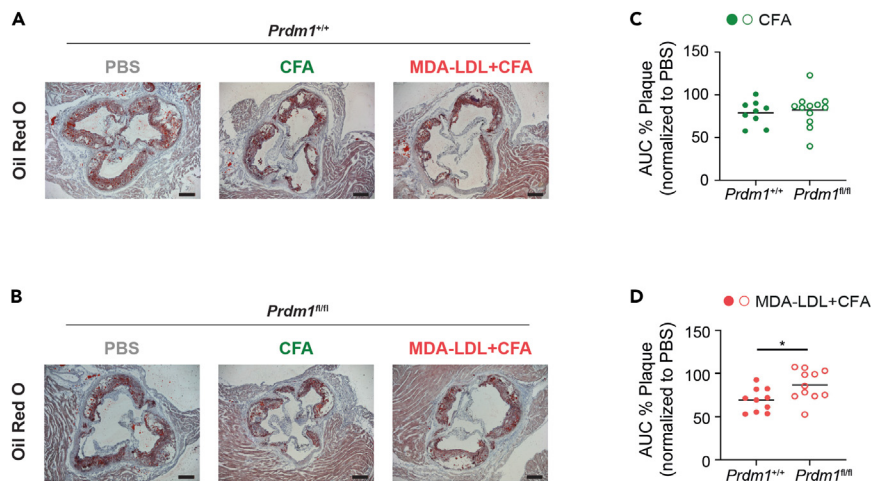 A
Prdm1+/+
PBS CFA MDA-LDL+CFA
Oil Red O
B
Prdm1fl/fl
PBS CFA MDA-LDL+CFA
Oil Red O
C
CFA
AUC % Plaque
(normalized to PBS)
150
100
50
0
Prdm1+/+ Prdm1fl/fl
D
MDA-LDL+CFA
AUC % Plaque
(normalized to PBS)
150
*
100
50
0
Prdm1+/+ Prdm1fl/fl